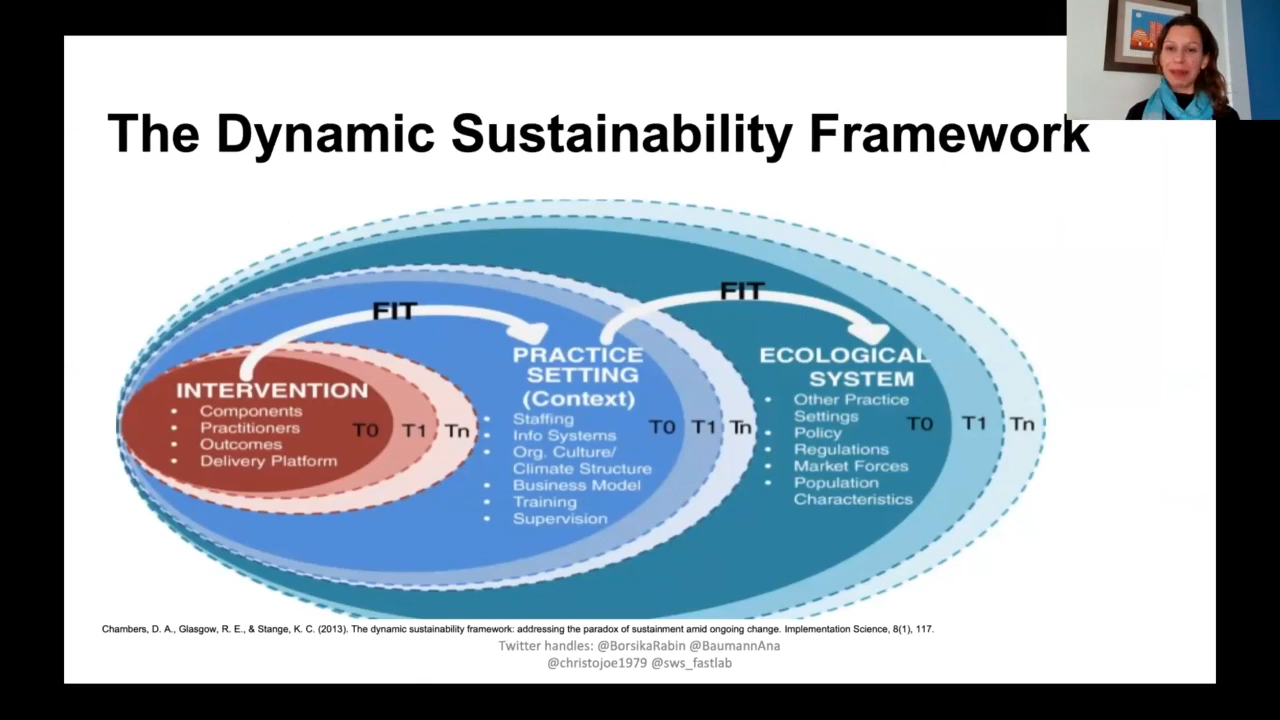 The Dynamic Sustainability Framework
FIT
FIT
INTERVENTION
• Components
• Practitioners
• Outcomes
• Delivery Platform
T0 T1 Tn
PRACTICE
SETTING
(Context)
• Staffing
• Info Systems
• Org. Culture/
Climate Structure
• Business Model
• Training
• Supervision
T0 T1 Tn
ECOLOGICAL
SYSTEM
• Other Practice
Settings
• Policy
• Regulations
• Market Forces
• Population
Characteristics
T0 T1 Tn
Chambers, D. A., Glasgow, R. E., & Stange, K. C. (2013). The dynamic sustainability framework: addressing the paradox of sustainment amid ongoing change. Implementation Science, 8(1), 117.
Twitter handles: @BorsikaRabin @BaumannAna
@christojoe1979 @sws_fastlab